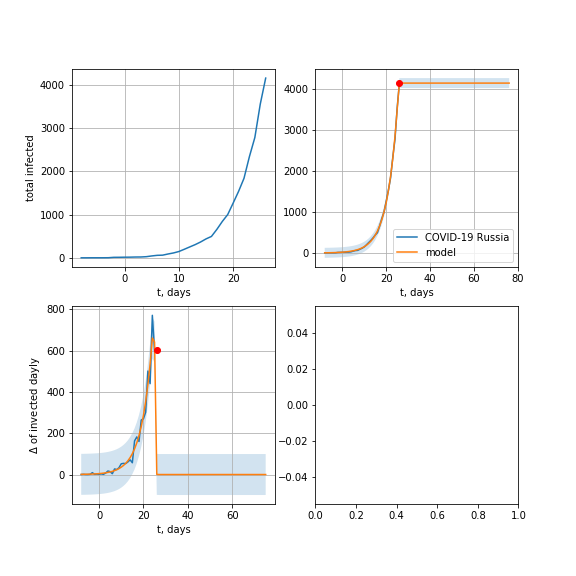 4000
3000
2000
1000
0
total infected
0 10 20
t, days
4000
3000
2000
1000
0
COVID-19 Russia
model
0 20 40 60 80
t, days
800
600
400
200
0
Δ of invected dayly
0 20 40 60
t, days
0.04
0.02
0.00
−0.02
−0.04
0.0 0.2 0.4 0.6 0.8 1.0